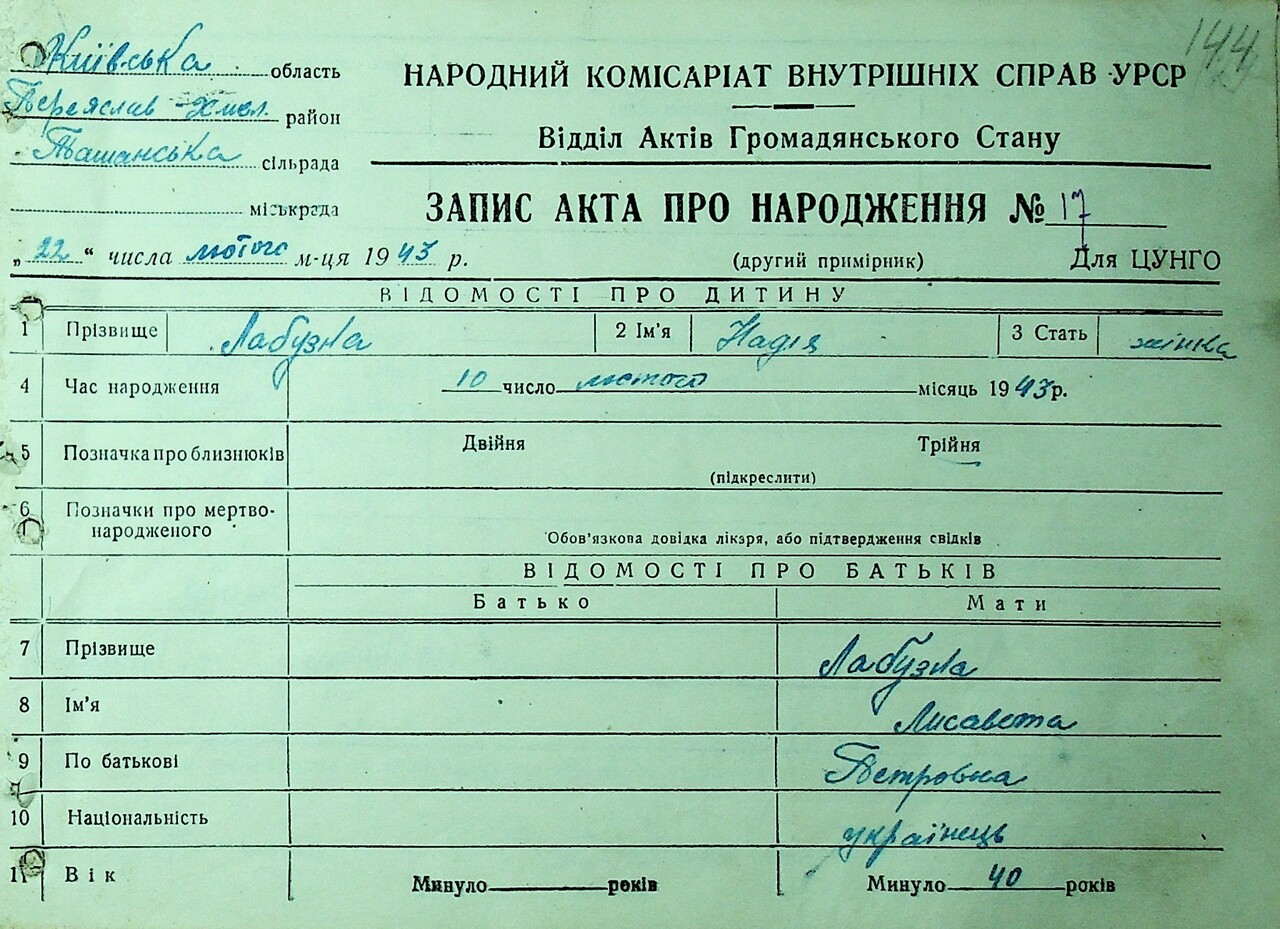 144
Київська область
Переяслав-Хмел. район
Ташанська сільрада
міськрада
НАРОДНИЙ КОМІСАРІАТ ВНУТРІШНІХ СПРАВ УРСР
Відділ Актів Громадянського Стану
ЗАПИС АКТА ПРО НАРОДЖЕННЯ № 17
„22“ числа лютого м-ця 1943 р.
(другий примірник)
Для ЦУНГО
ВІДОМОСТІ ПРО ДИТИНУ
1 Прізвище Лабузна 2 Ім'я Надія 3 Стать жінка
4 Час народження 10 число лютого місяць 1943р.
5 Позначка про близнюків Двійня Трійня
(підкреслити)
6 Позначки про мертво-
народженого
Обов'язкова довідка лікаря, або підтвердження свідків
ВІДОМОСТІ ПРО БАТЬКІВ
Батько Мати
7 Прізвище Лабузна
8 Ім'я Лисавета
9 По батькові Петровна
10 Національність українець
11 Вік Минуло років Минуло 40 років